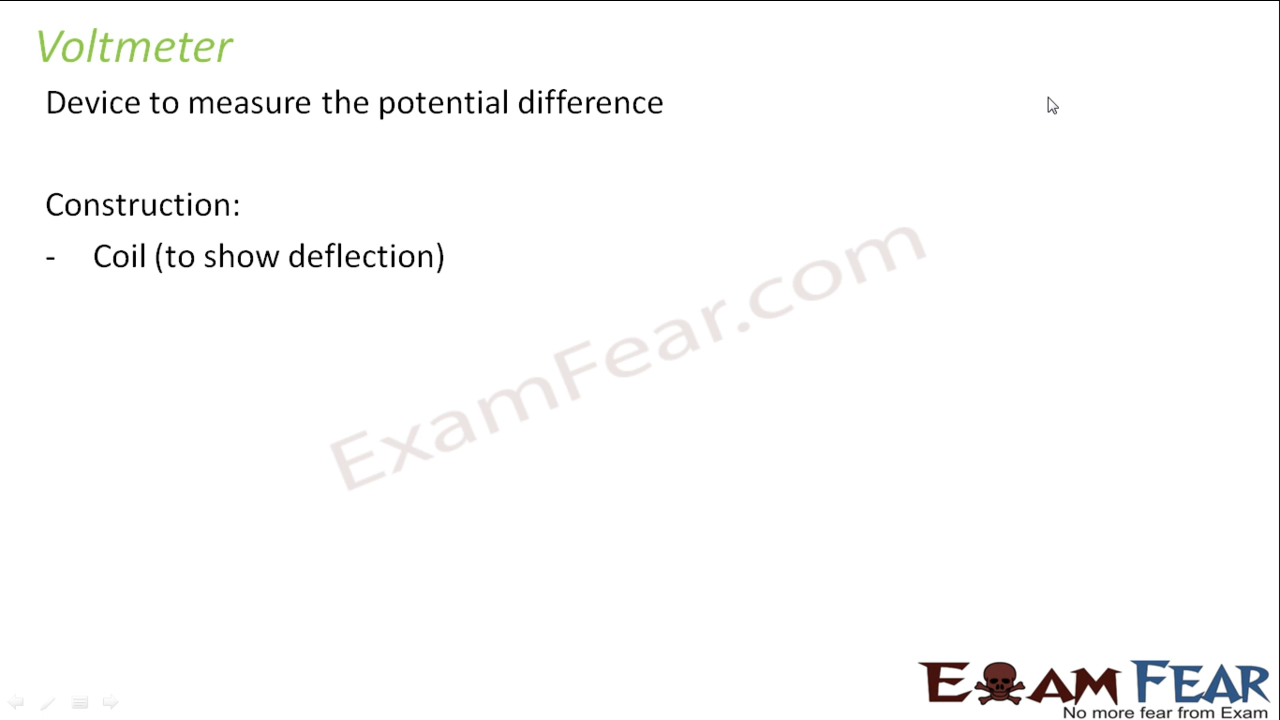 Voltmeter
Device to measure the potential difference
Construction:
- Coil (to show deflection)
ExamFear.com
EXAM FEAR
No more fear from Exam